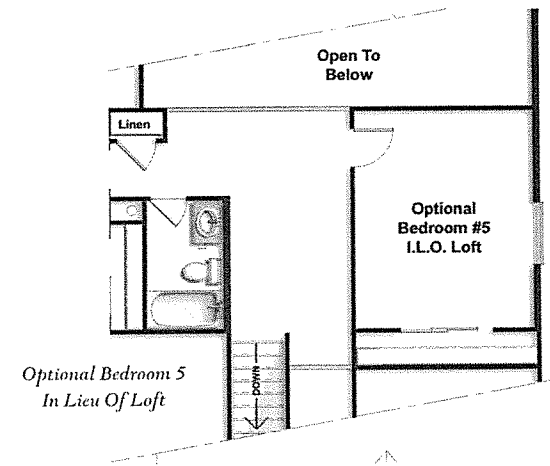 Open To
Below
Linen
Optional
Bedroom #5
I.L.O. Loft
DOWN
Optional Bedroom 5
In Lieu Of Loft